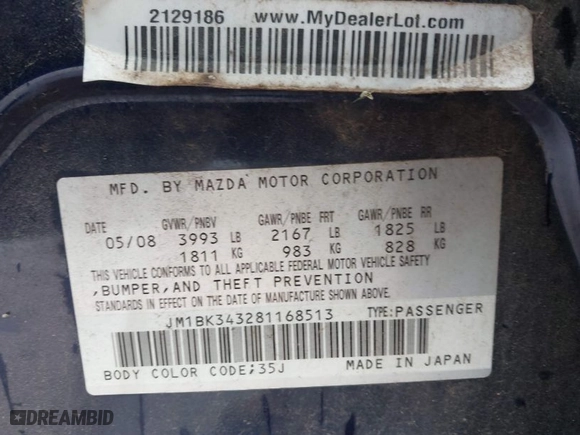 2129186 www.MyDealerLot.com
MFD. BY MAZDA MOTOR CORPORATION
DATE GVWR/PNBV GAWR/PNBE FRT GAWR/PNBE RR
05/08 3993 LB 2167 LB 1825 LB
1811 KG 983 KG 828 KG
THIS VEHICLE CONFORMS TO ALL APPLICABLE FEDERAL MOTOR VEHICLE SAFETY
,BUMPER,AND THEFT PREVENTION
STANDARDS IN EFFECT ON THE DATE OF MANUFACTURE SHOWN ABOVE.
JM1BK343281168513 TYPE:PASSENGER
BODY COLOR CODE;35J MADE IN JAPAN
DREAMBID